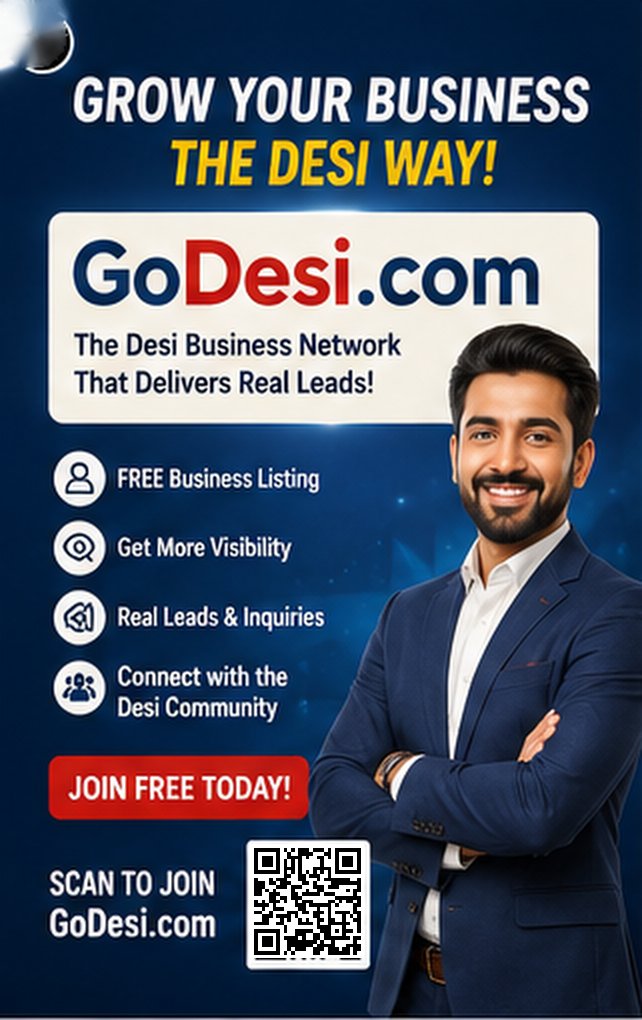 GROW YOUR BUSINESS
THE DESI WAY!
GoDesi.com
The Desi Business Network
That Delivers Real Leads!
FREE Business Listing
Get More Visibility
Real Leads & Inquiries
Connect with the
Desi Community
JOIN FREE TODAY!
SCAN TO JOIN
GoDesi.com